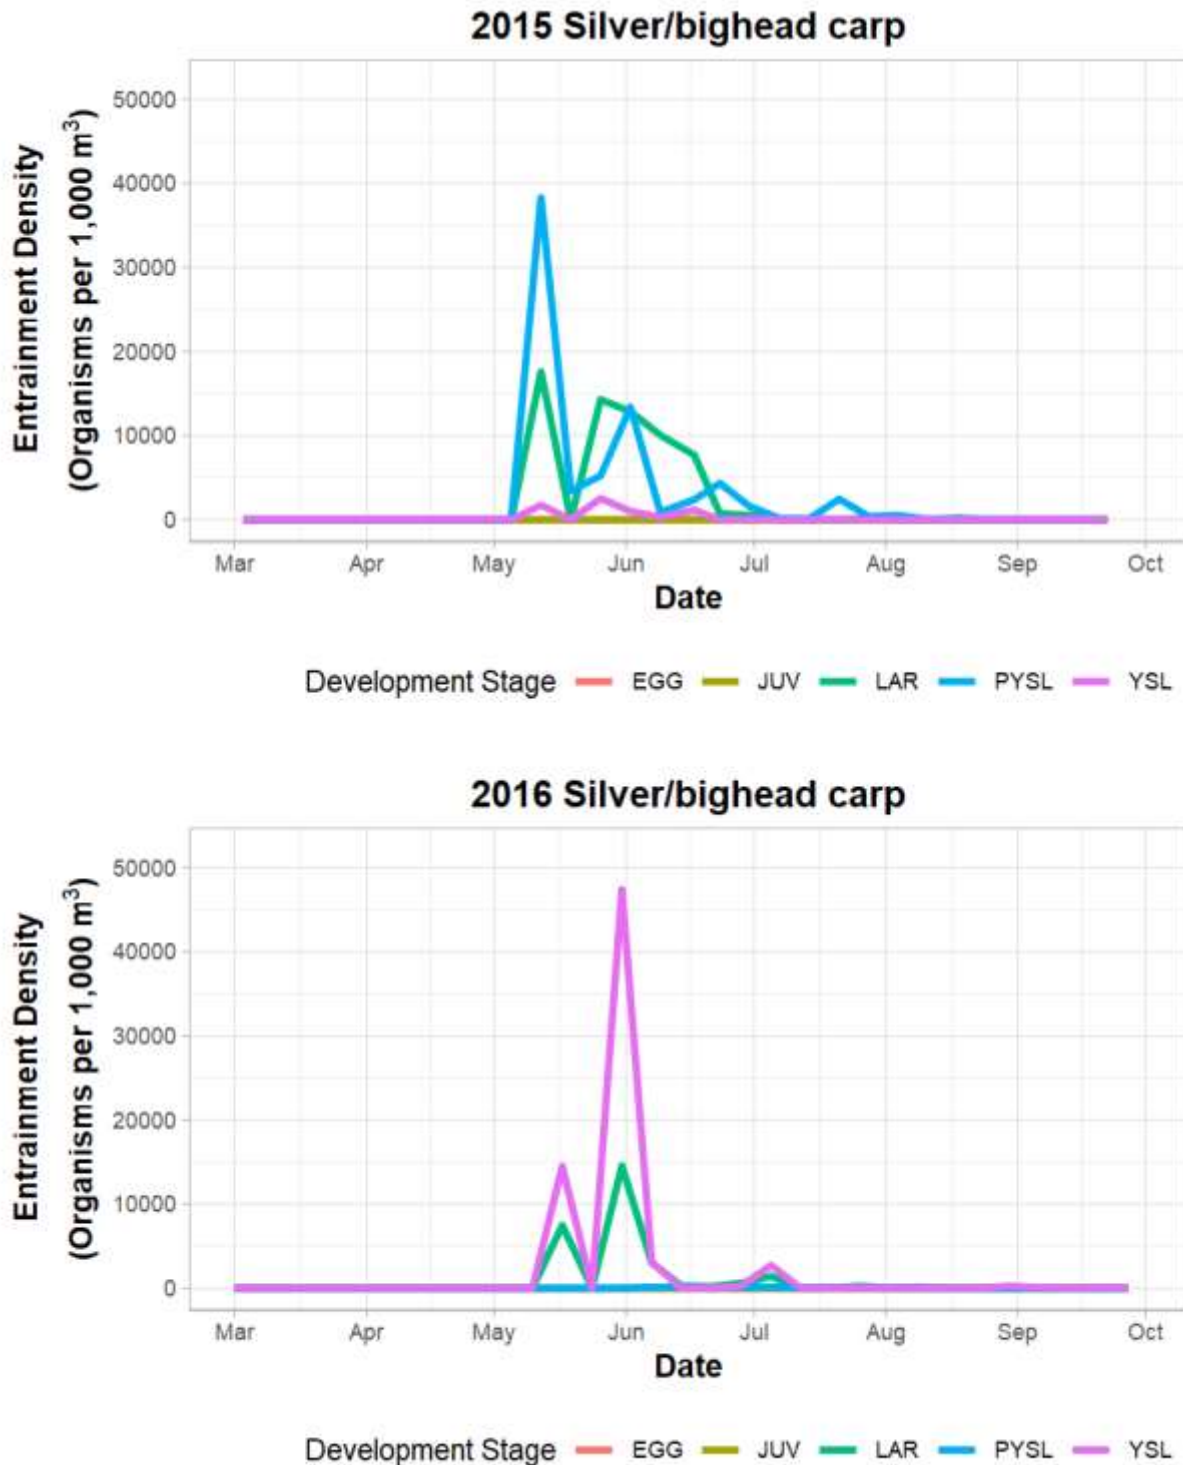 2015 Silver/bighead carp
Entrainment Density
(Organisms per 1,000 m³)
50000
40000
30000
20000
10000
0
Mar Apr May Jun Jul Aug Sep Oct
Date
Development Stage EGG JUV LAR PYSL YSL
2016 Silver/bighead carp
Entrainment Density
(Organisms per 1,000 m³)
50000
40000
30000
20000
10000
0
Mar Apr May Jun Jul Aug Sep Oct
Date
Development Stage EGG JUV LAR PYSL YSL